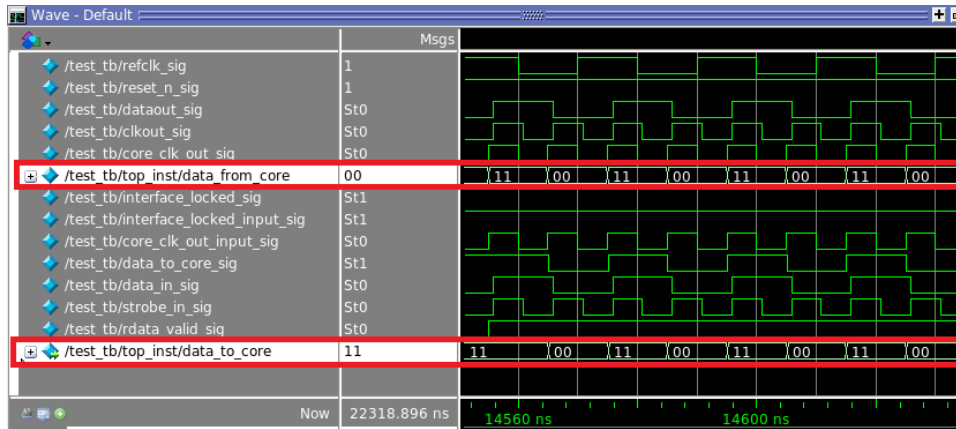 Wave - Default
Msgs
/test_tb/refclk_sig 1
/test_tb/reset_n_sig 1
/test_tb/dataout_sig St0
/test_tb/clkout_sig St0
/test_tb/core_clk_out_sig St0
/test_tb/top_inst/data_from_core 00 11 00 11 00 11 00 11 00
/test_tb/interface_locked_sig St1
/test_tb/interface_locked_input_sig St1
/test_tb/core_clk_out_input_sig St0
/test_tb/data_to_core_sig St1
/test_tb/data_in_sig St0
/test_tb/strobe_in_sig St0
/test_tb/rdata_valid_sig St0
/test_tb/top_inst/data_to_core 11 11 00 11 00 11 00 11 00
Now 22318.896 ns 14560 ns 14600 ns